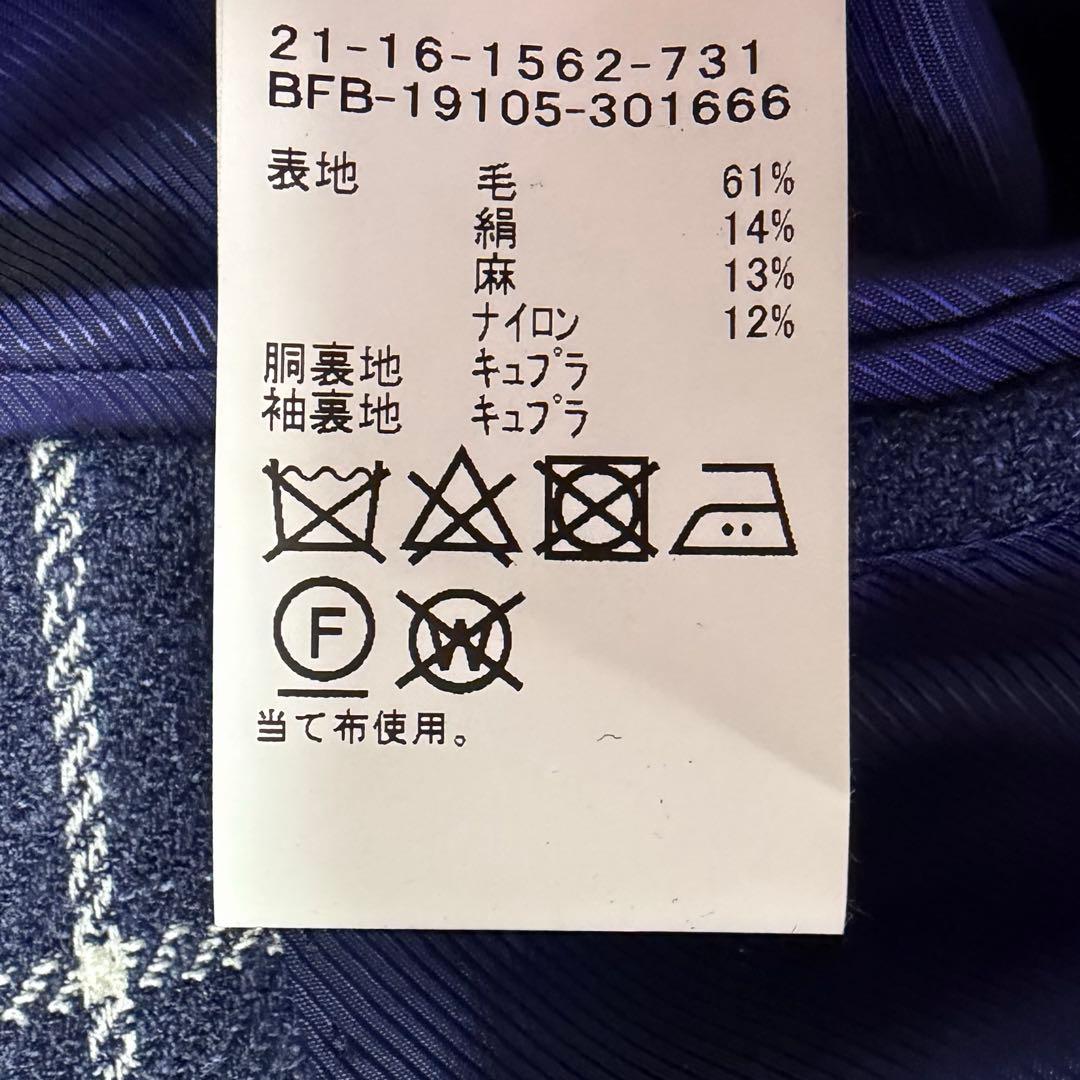 21-16-1562-731
BFB-19105-301666
表地 毛 61%
絹 14%
麻 13%
ナイロン 12%
胴裏地 キュプラ
袖裏地 キュプラ
F W
当て布使用。